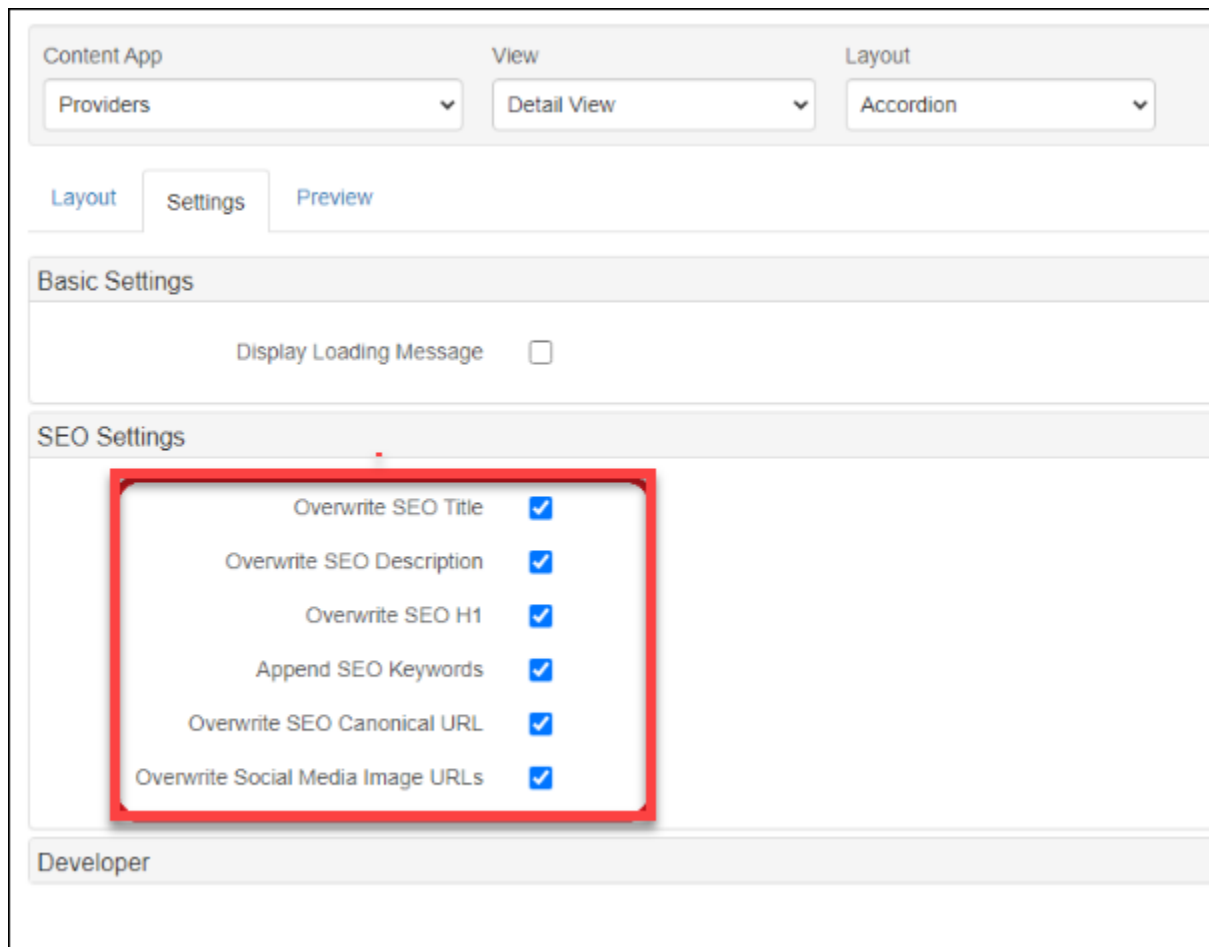 Content App View Layout
Providers Detail View Accordion
Layout Settings Preview
Basic Settings
Display Loading Message
SEO Settings
Overwrite SEO Title
Overwrite SEO Description
Overwrite SEO H1
Append SEO Keywords
Overwrite SEO Canonical URL
Overwrite Social Media Image URLs
Developer